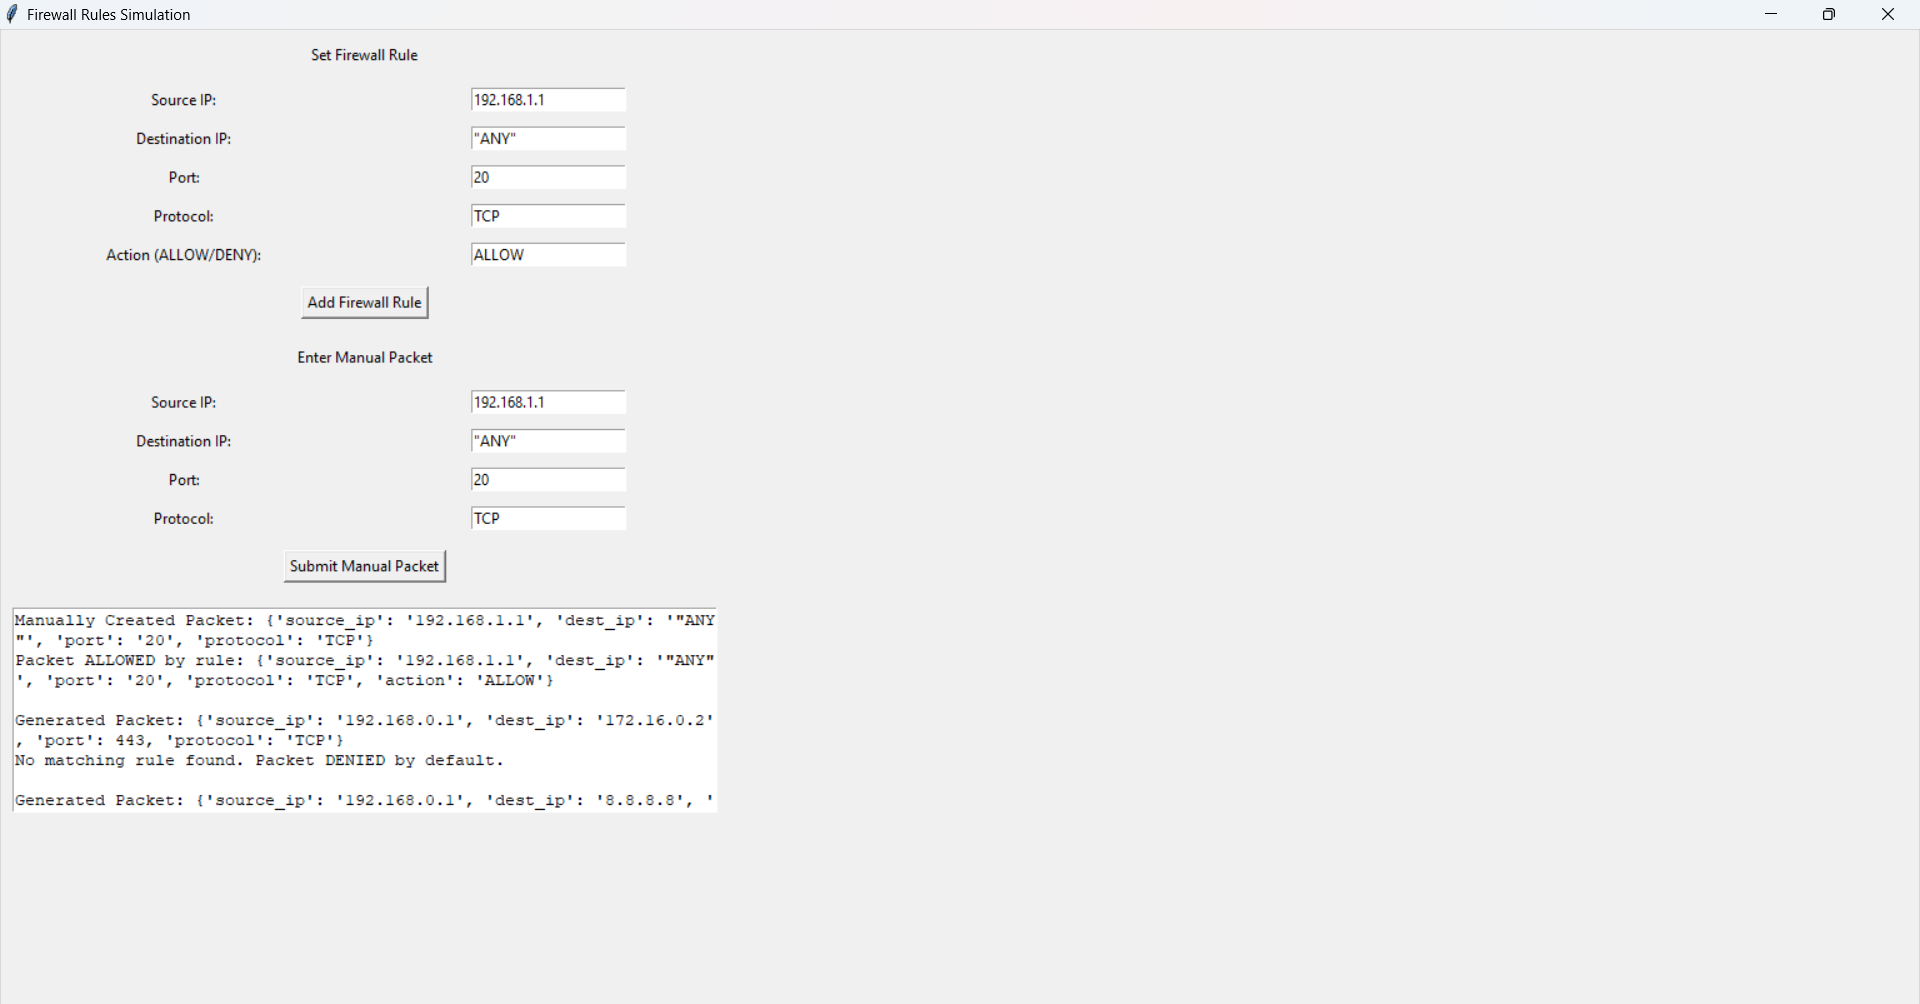 Firewall Rules Simulation
Set Firewall Rule
Source IP: 192.168.1.1
Destination IP: "ANY"
Port: 20
Protocol: TCP
Action (ALLOW/DENY): ALLOW
Add Firewall Rule
Enter Manual Packet
Source IP: 192.168.1.1
Destination IP: "ANY"
Port: 20
Protocol: TCP
Submit Manual Packet
Manually Created Packet: {'source_ip': '192.168.1.1', 'dest_ip': '"ANY
"', 'port': '20', 'protocol': 'TCP'}
Packet ALLOWED by rule: {'source_ip': '192.168.1.1', 'dest_ip': '"ANY"
', 'port': '20', 'protocol': 'TCP', 'action': 'ALLOW'}
Generated Packet: {'source_ip': '192.168.0.1', 'dest_ip': '172.16.0.2'
, 'port': 443, 'protocol': 'TCP'}
No matching rule found. Packet DENIED by default.
Generated Packet: {'source_ip': '192.168.0.1', 'dest_ip': '8.8.8.8', '